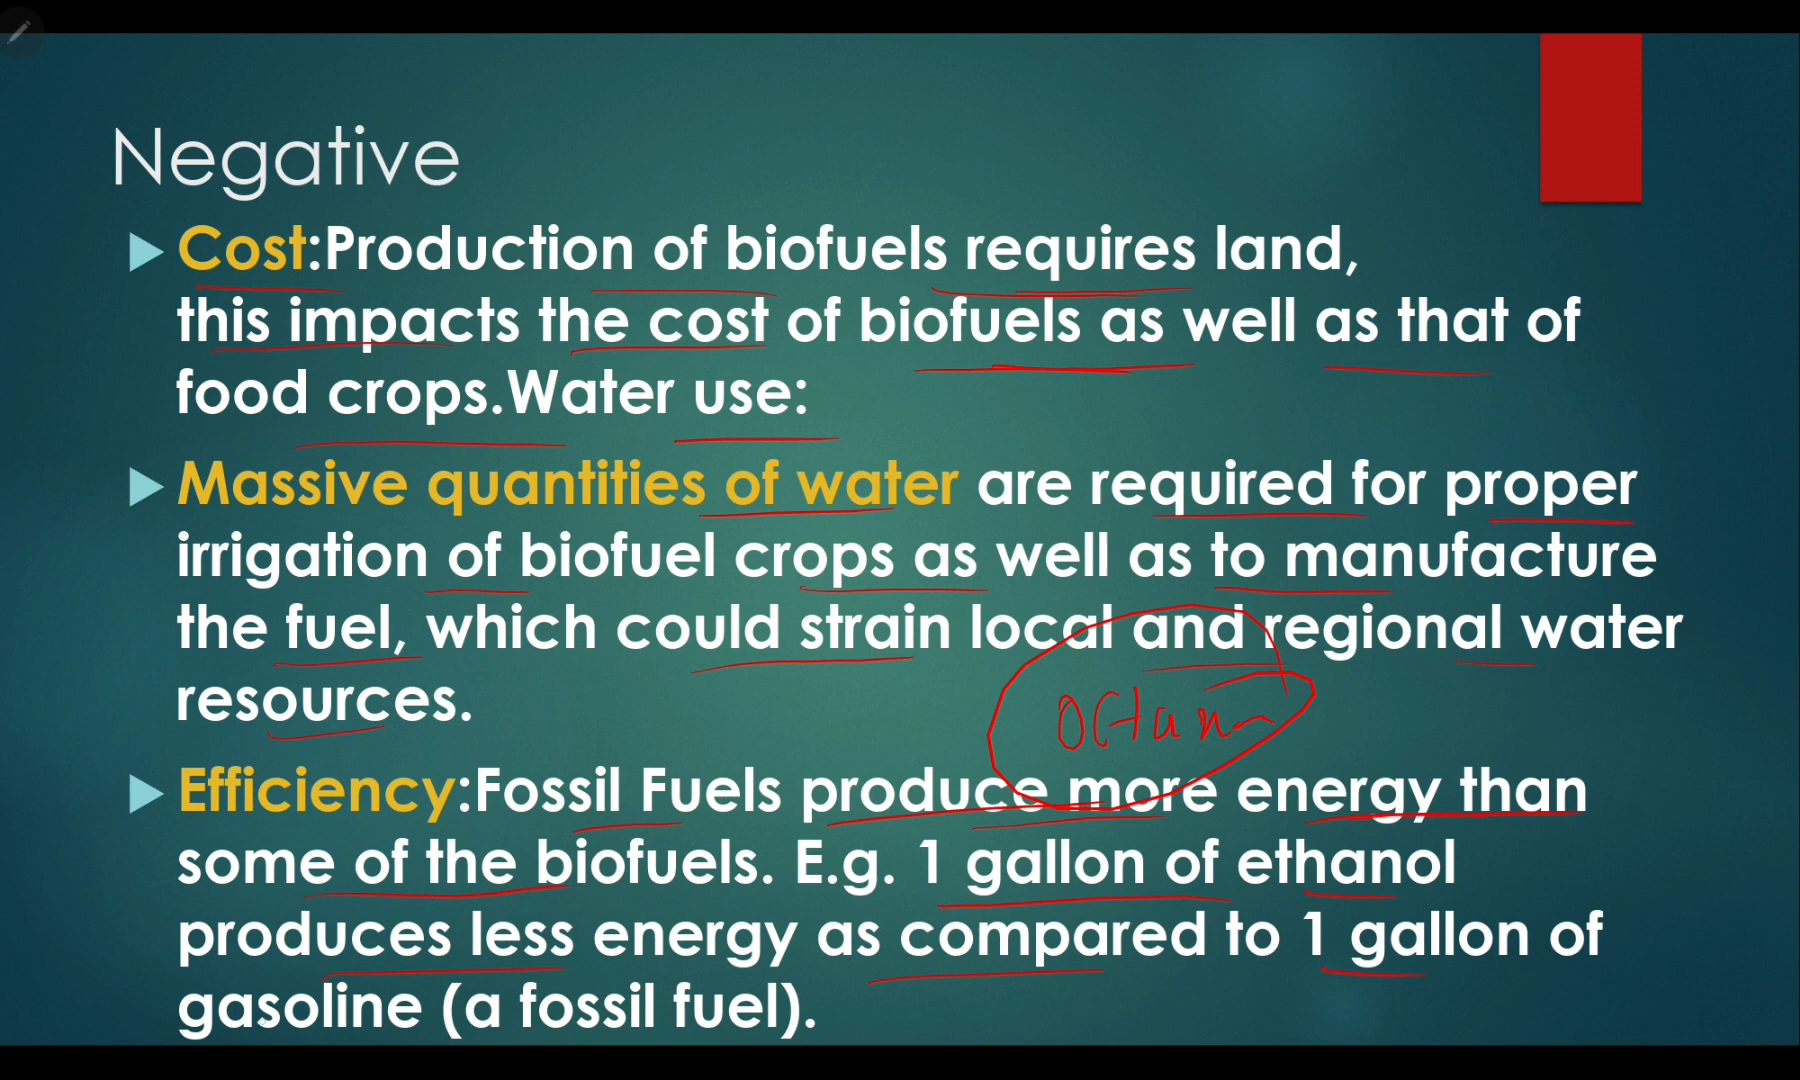 Negative
Cost:Production of biofuels requires land,
this impacts the cost of biofuels as well as that of
food crops.Water use:
Massive quantities of water are required for proper
irrigation of biofuel crops as well as to manufacture
the fuel, which could strain local and regional water
resources.
Octan
Efficiency:Fossil Fuels produce more energy than
some of the biofuels. E.g. 1 gallon of ethanol
produces less energy as compared to 1 gallon of
gasoline (a fossil fuel).